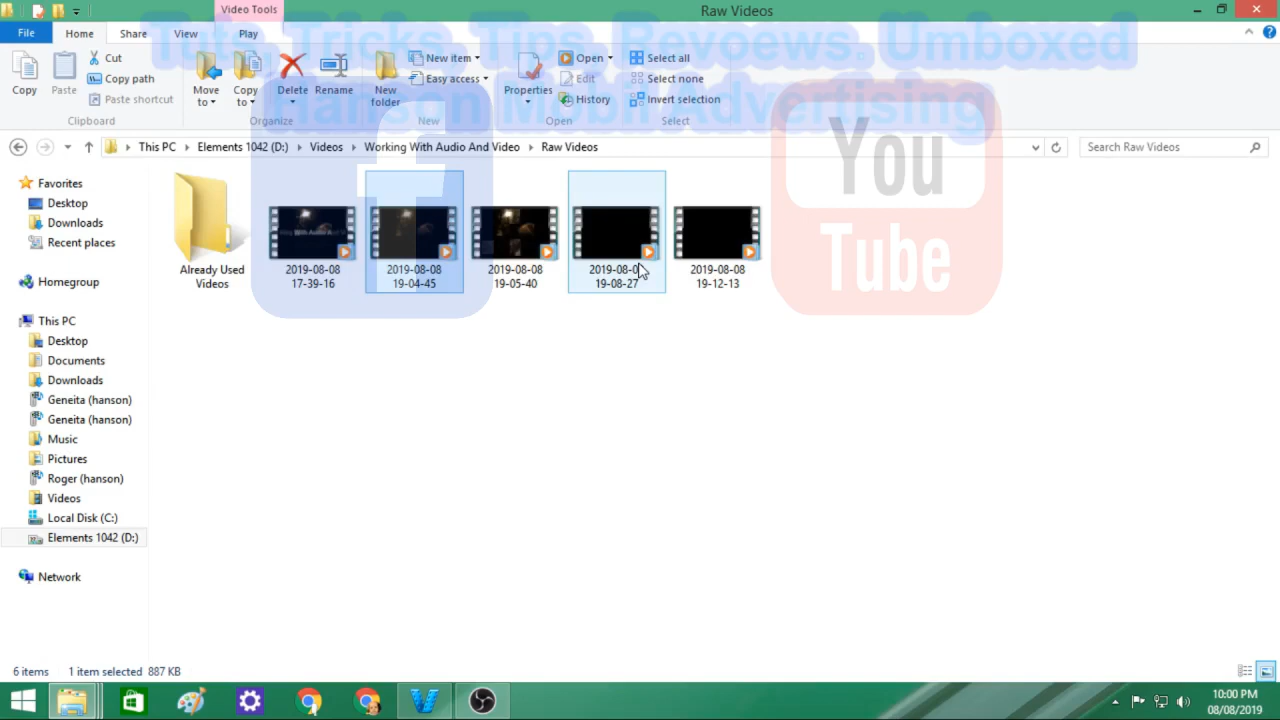 Video Tools
Raw Videos
File
Home
Share
View
Play
Cut
Copy path
Paste shortcut
Copy
Paste
Clipboard
Move to
Copy to
Delete
Rename
Organize
New folder
New item
Easy access
New
Properties
Open
Edit
History
Open
Select all
Select none
Invert selection
Select
This PC
Elements 1042 (D:)
Videos
Working With Audio And Video
Raw Videos
Search Raw Videos
Favorites
Desktop
Downloads
Recent places
Homegroup
This PC
Desktop
Documents
Downloads
Geneita (hanson)
Geneita (hanson)
Music
Pictures
Roger (hanson)
Videos
Local Disk (C:)
Elements 1042 (D:)
Network
Already Used
Videos
2019-08-08
17-39-16
2019-08-08
19-04-45
2019-08-08
19-05-40
19-08-27
2019-08-08
19-12-13
f
You
Tube
6 items
1 item selected
887 KB
10:00 PM
08/08/2019